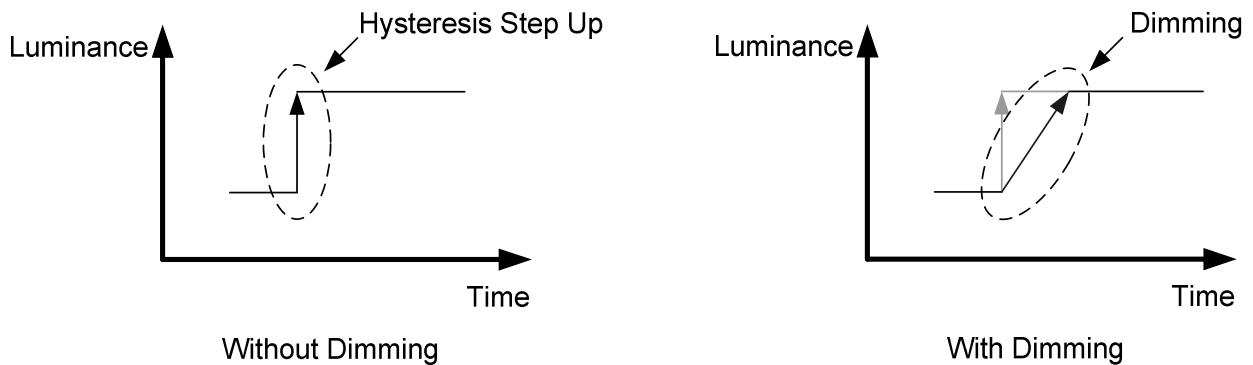 Hysteresis Step Up
Luminance
Time
Without Dimming
Dimming
Luminance
Time
With Dimming